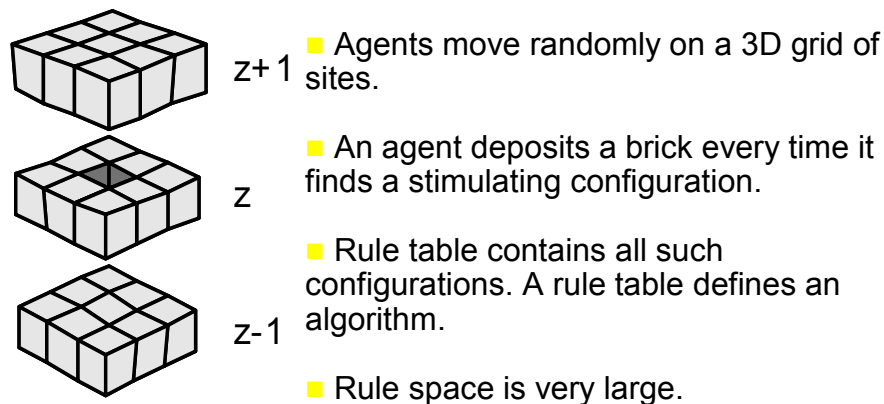 z+1
z
z-1
Agents move randomly on a 3D grid of
sites.
An agent deposits a brick every time it
finds a stimulating configuration.
Rule table contains all such
configurations. A rule table defines an
algorithm.
Rule space is very large.